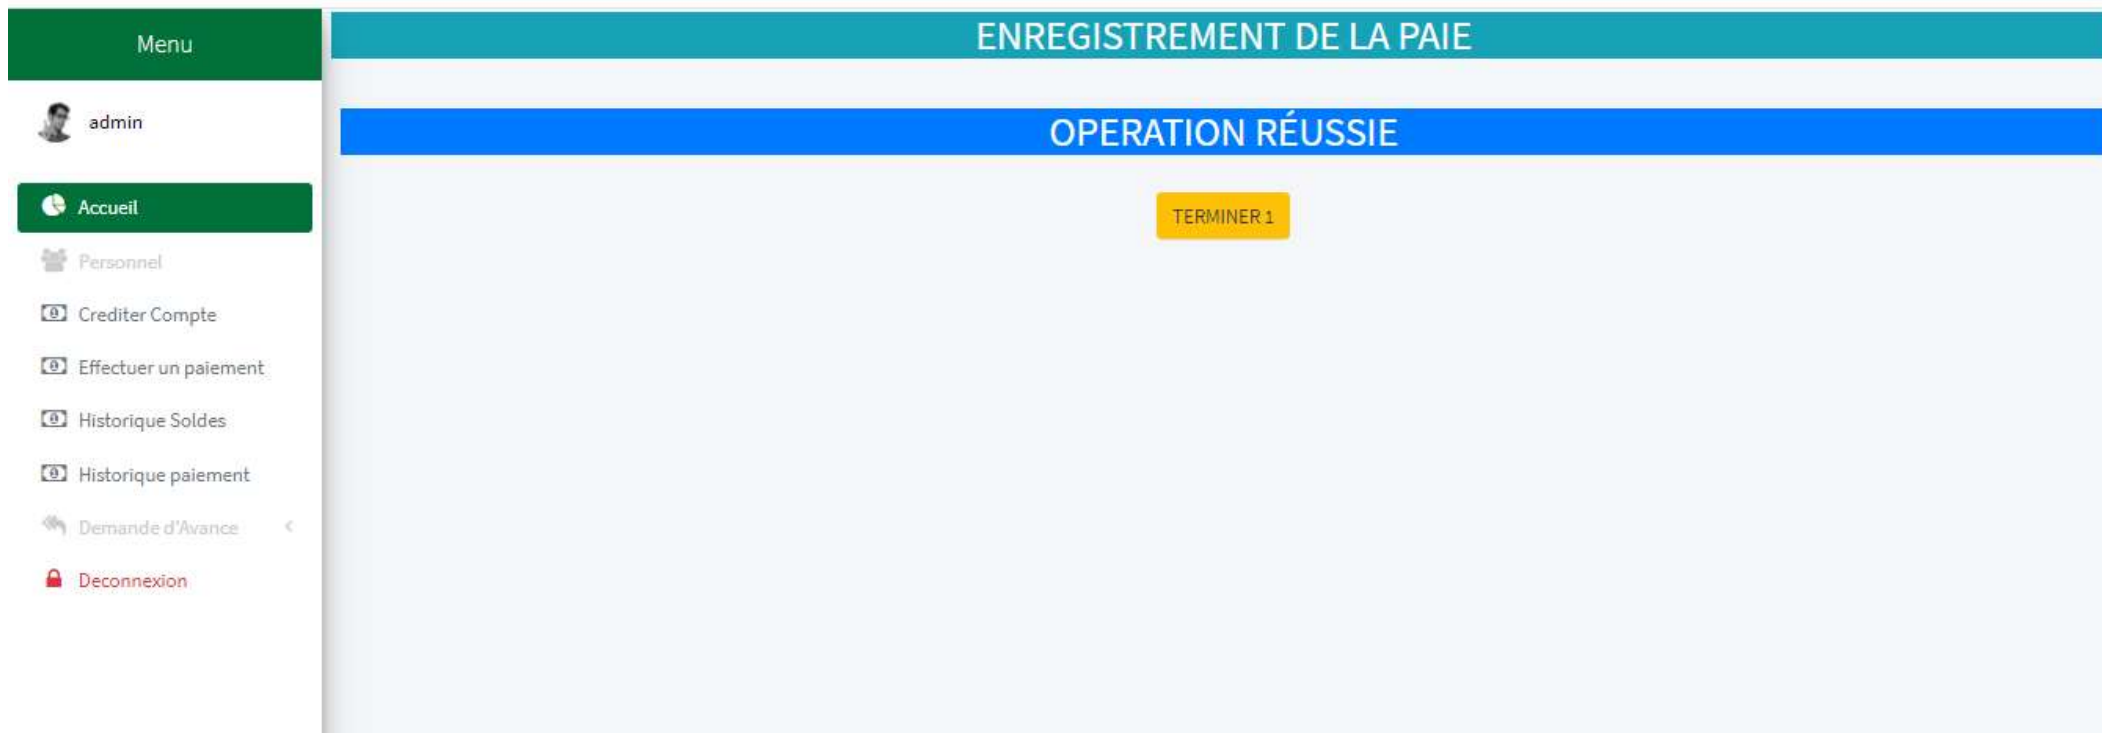 Menu
admin
Accueil
Personnel
Crediter Compte
Effectuer un paiement
Historique Soldes
Historique paiement
Demande d'Avance
Deconnexion
ENREGISTREMENT DE LA PAIE
OPERATION RÉUSSIE
TERMINER 1